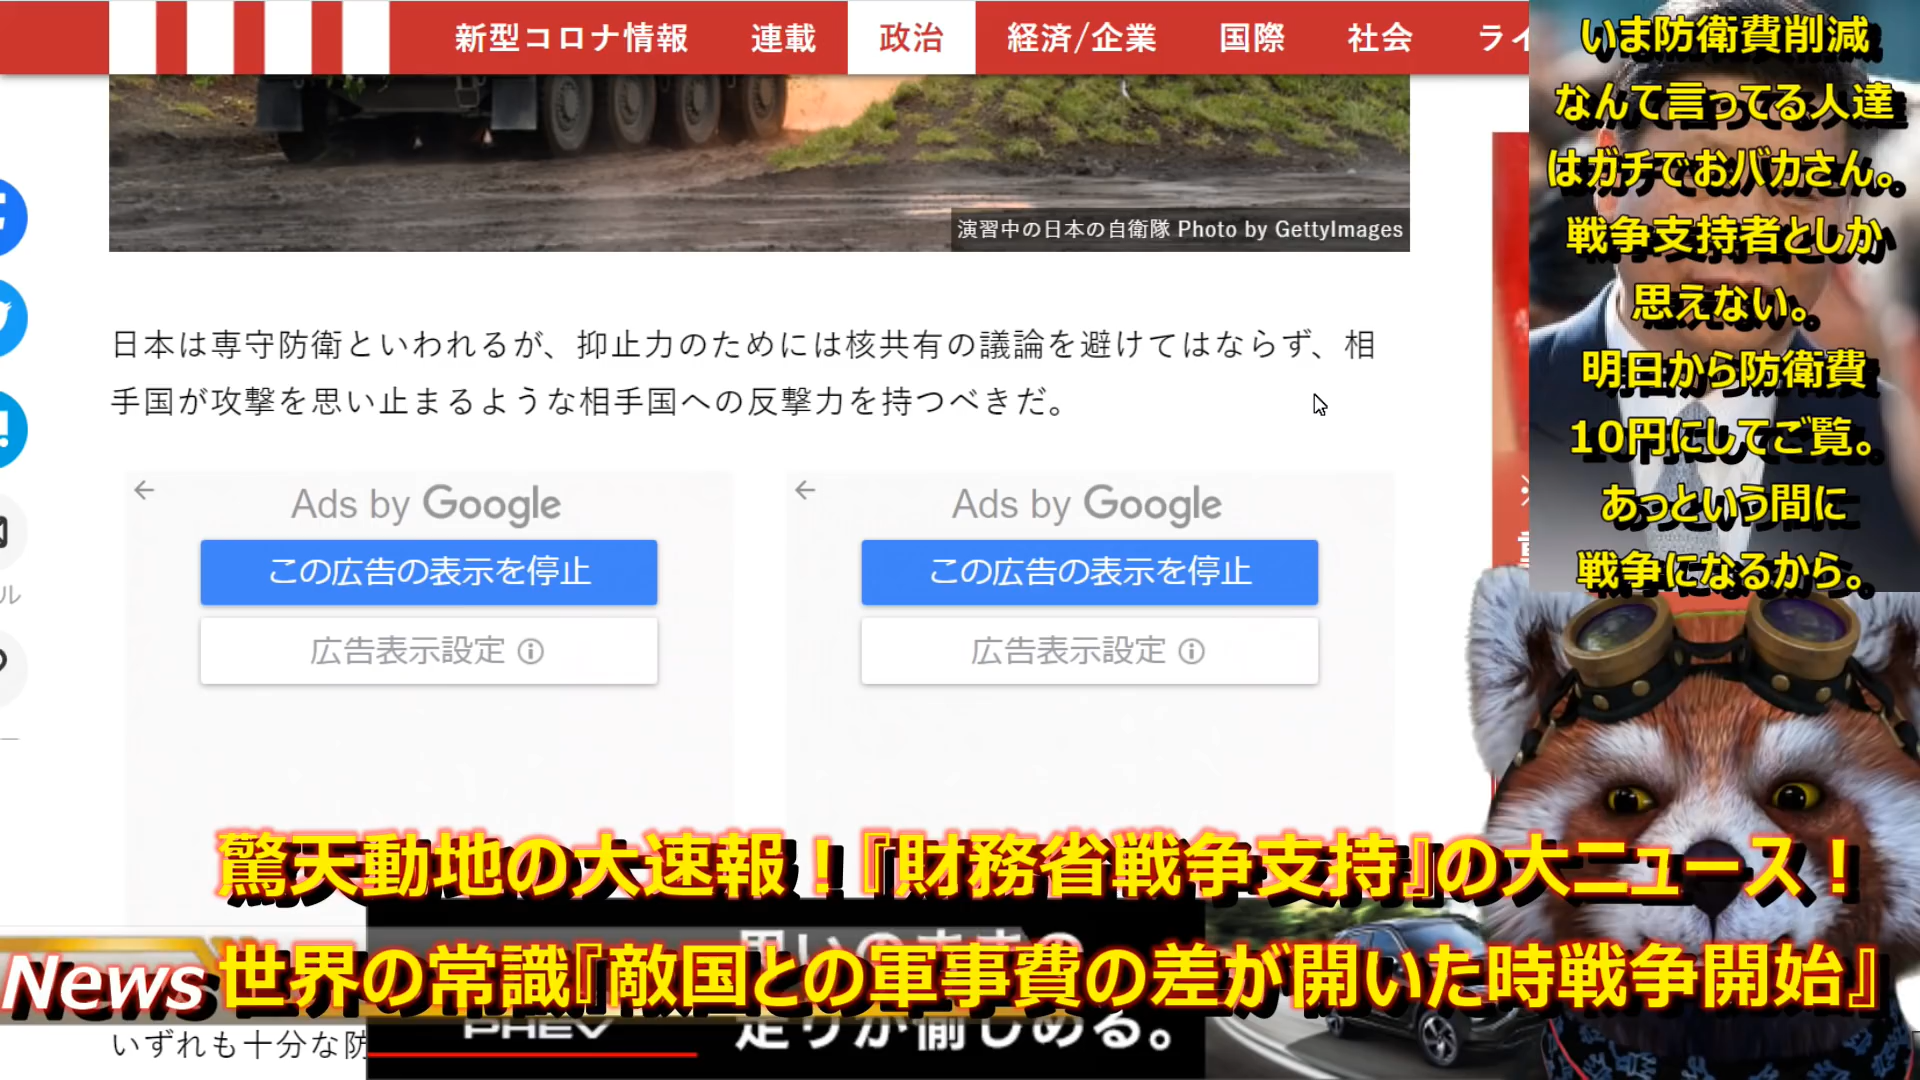 新型コロナ情報 連載 政治 経済/企業 国際 社会 ライ
演習中の日本の自衛隊 Photo by GettyImages
日本は専守防衛といわれるが、抑止力のためには核共有の議論を避けてはならず、相
手国が攻撃を思い止まるような相手国への反撃力を持つべきだ。
Ads by Google
この広告の表示を停止
広告表示設定
Ads by Google
この広告の表示を停止
広告表示設定
ル
いま防衛費削減
なんて言ってる人達
はガチでおバカさん。
戦争支持者としか
思えない。
明日から防衛費
10円にしてご覧。
あっという間に
戦争になるから。
驚天動地の大速報！『財務省戦争支持』の大ニュース！
News
世界の常識『敵国との軍事費の差が開いた時戦争開始』
いずれも十分な防
PHEV
走りが愉しめる。